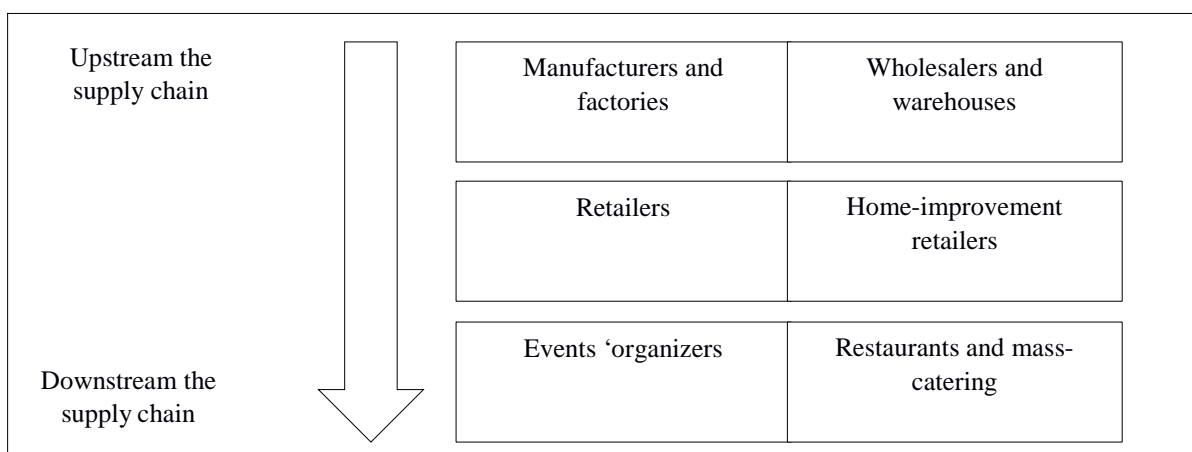 Upstream the
supply chain
Manufacturers and
factories
Wholesalers and
warehouses
Retailers
Home-improvement
retailers
Events ‘organizers
Restaurants and mass-
catering
Downstream the
supply chain